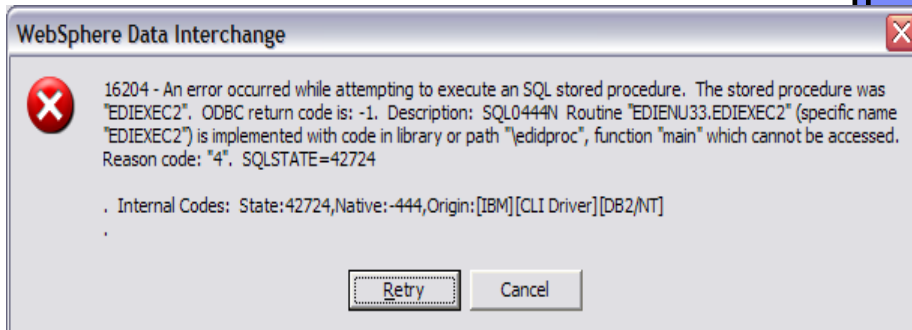 WebSphere Data Interchange
16204 - An error occurred while attempting to execute an SQL stored procedure. The stored procedure was
"EDIEXEC2". ODBC return code is: -1. Description: SQL0444N Routine "EDIENU33.EDIEXEC2" (specific name
"EDIEXEC2") is implemented with code in library or path "\edidproc", function "main" which cannot be accessed.
Reason code: "4". SQLSTATE=42724
. Internal Codes: State:42724,Native:-444,Origin:[IBM][CLI Driver][DB2/NT]
.
Retry
Cancel